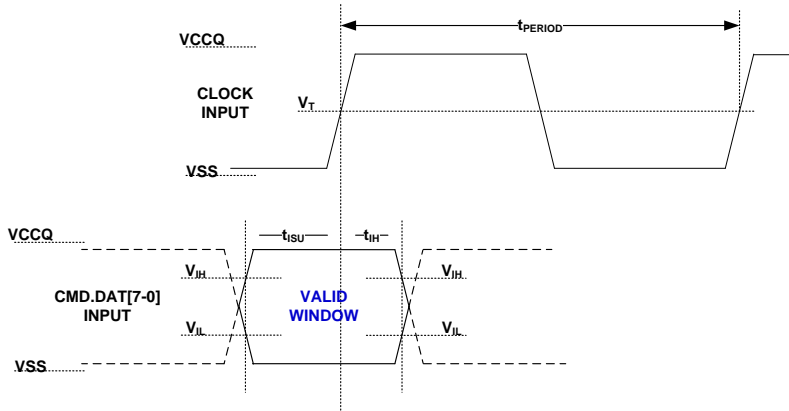 tPERIOD
VCCQ
CLOCK
INPUT
VT
VSS
VCCQ
tISU
tIH
VIH
VIH
CMD.DAT[7-0]
INPUT
VALID
WINDOW
VIL
VIL
VSS